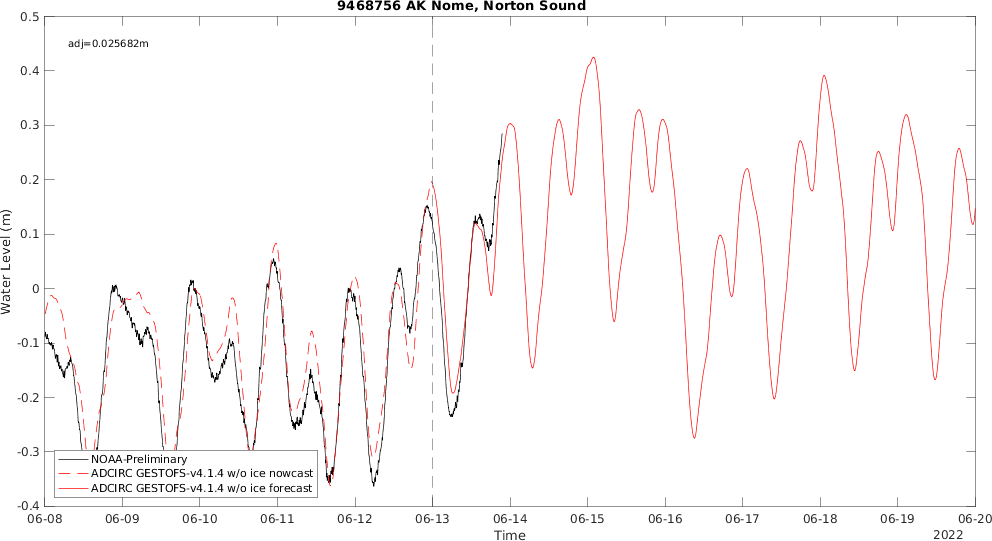 9468756 AK Nome, Norton Sound
adj=0.025682m
0.5
0.4
0.3
0.2
0.1
0
-0.1
-0.2
-0.3
-0.4
Water Level (m)
NOAA-Preliminary
ADCIRC GESTOFS-v4.1.4 w/o ice nowcast
ADCIRC GESTOFS-v4.1.4 w/o ice forecast
06-08 06-09 06-10 06-11 06-12 06-13 06-14 06-15 06-16 06-17 06-18 06-19 06-20
Time
2022